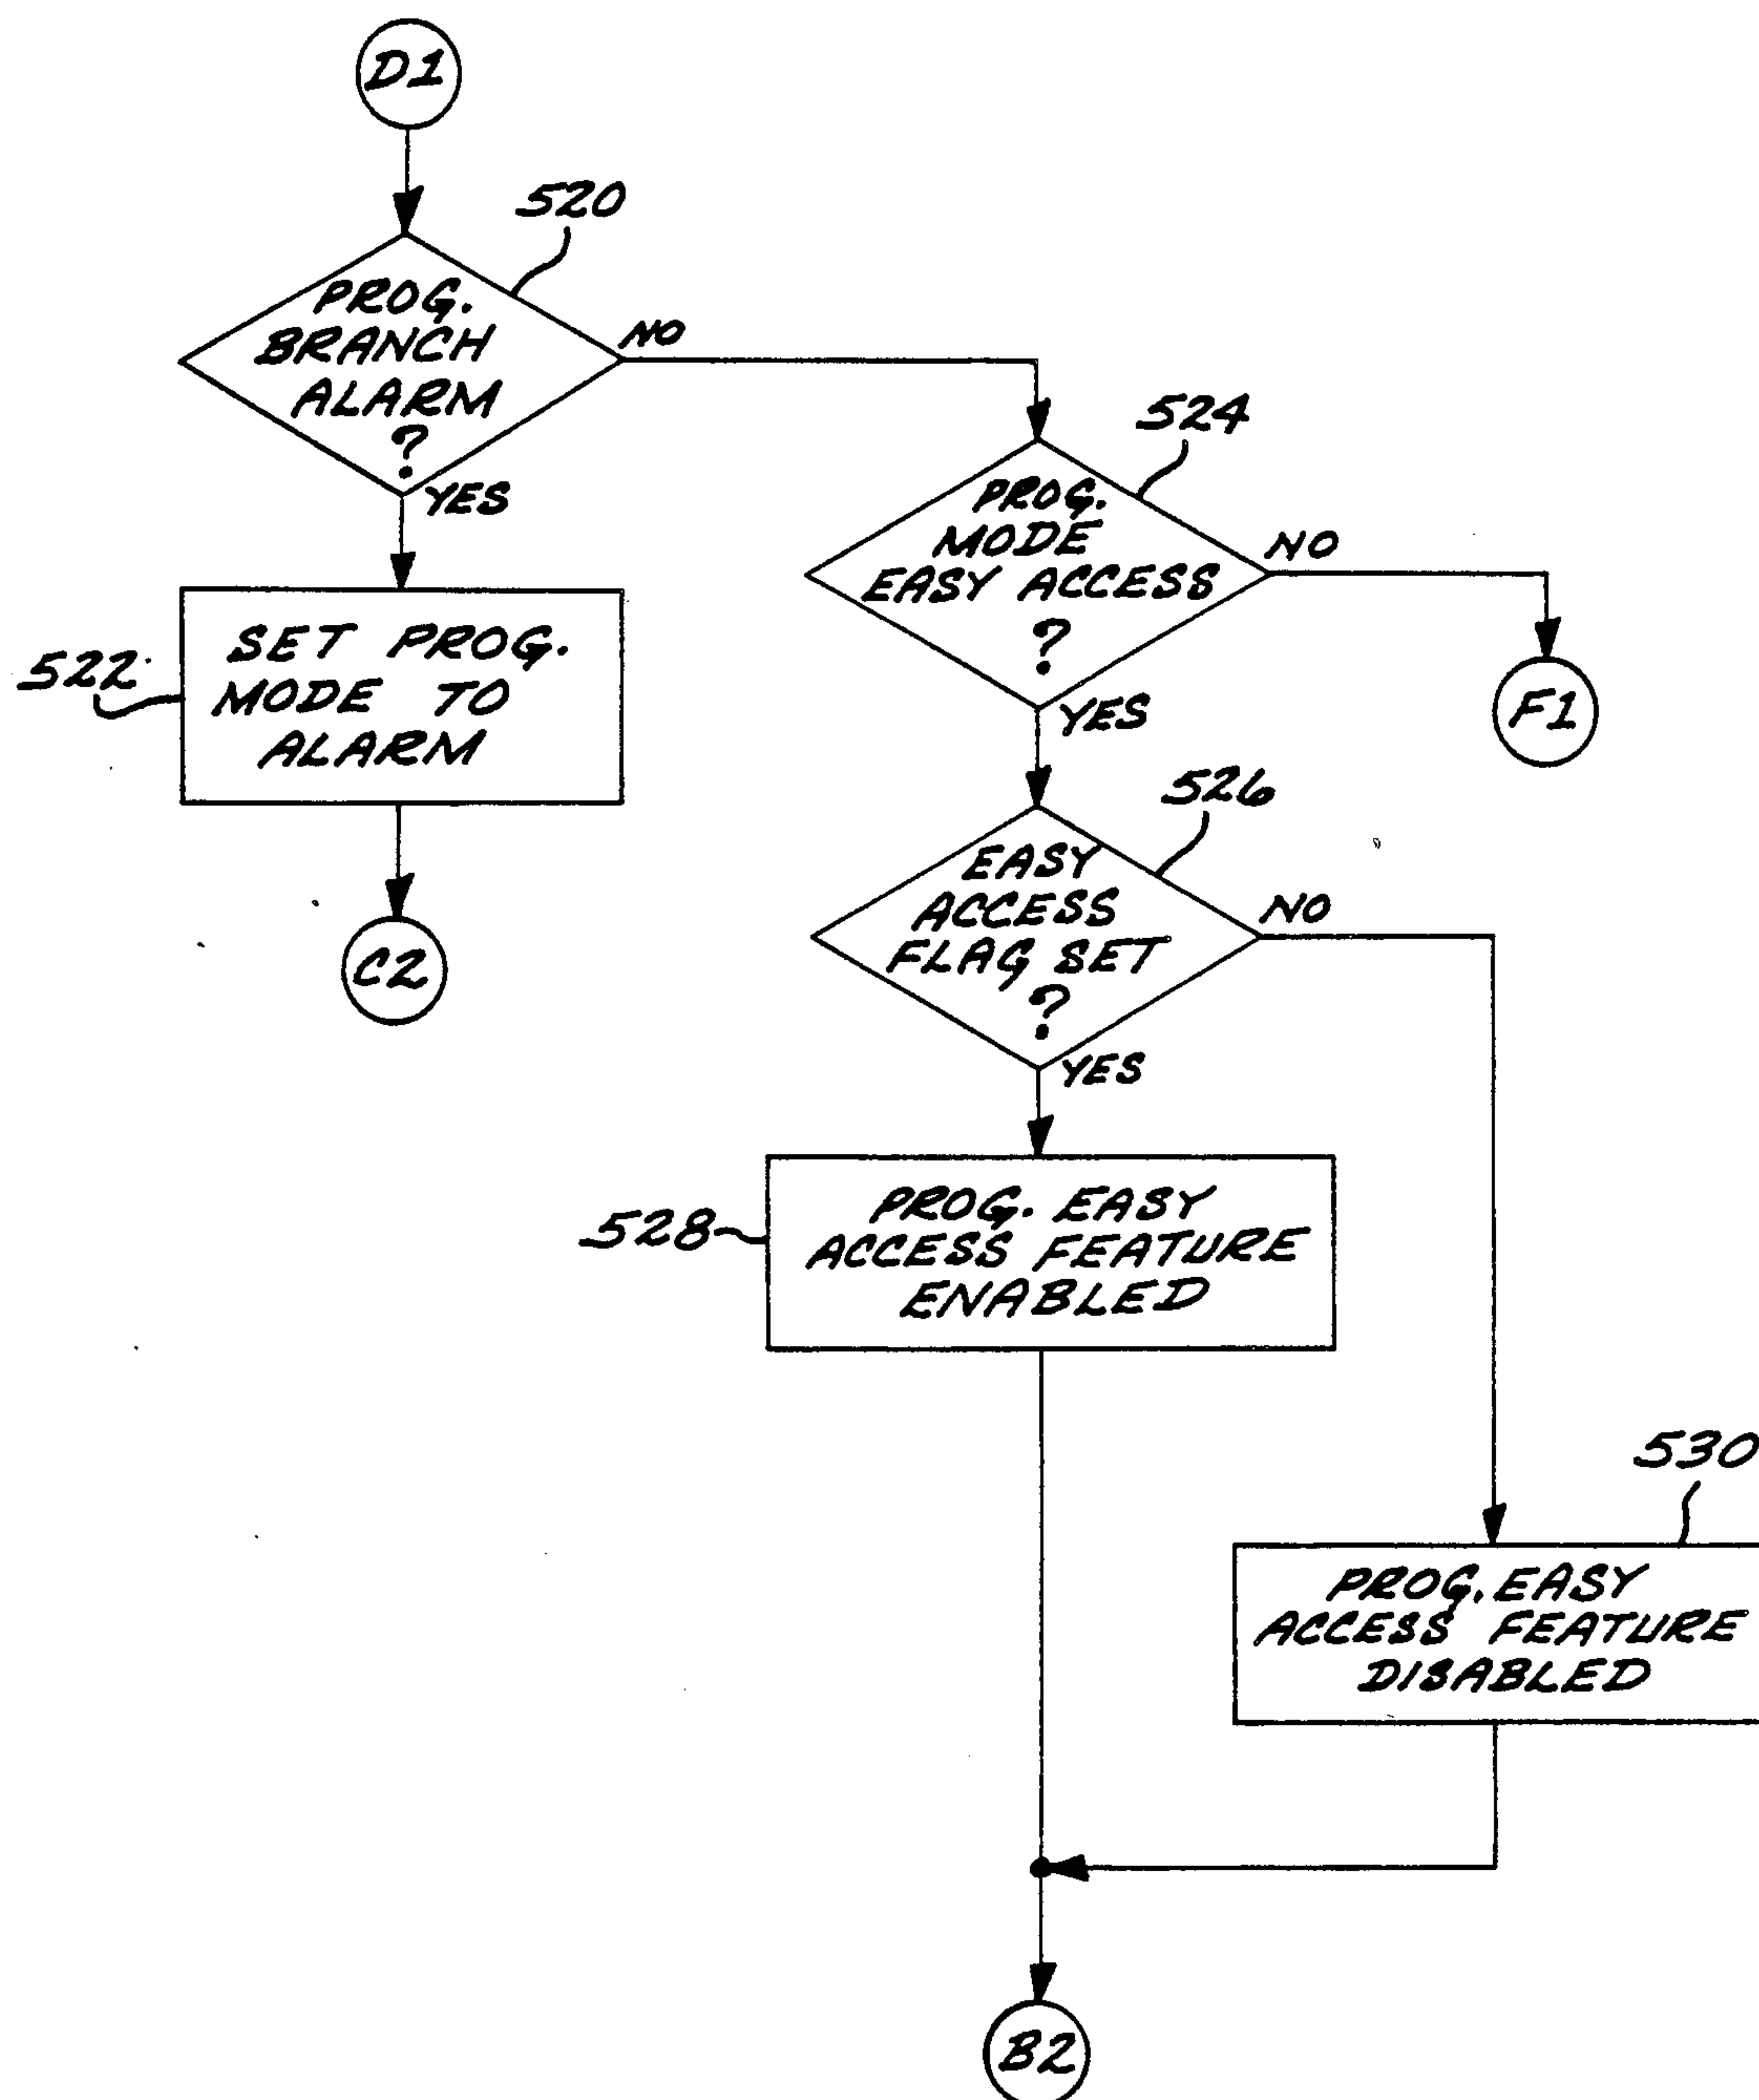 D1
520
PROG.
BRANCH
ALARM
?
NO
YES
522
SET PROG.
MODE TO
ALARM
C2
524
PROG.
MODE
EASY ACCESS
?
NO
F1
YES
526
EASY
ACCESS
FLAG SET
?
NO
YES
528
PROG. EASY
ACCESS FEATURE
ENABLED
530
PROG. EASY
ACCESS FEATURE
DISABLED
B2